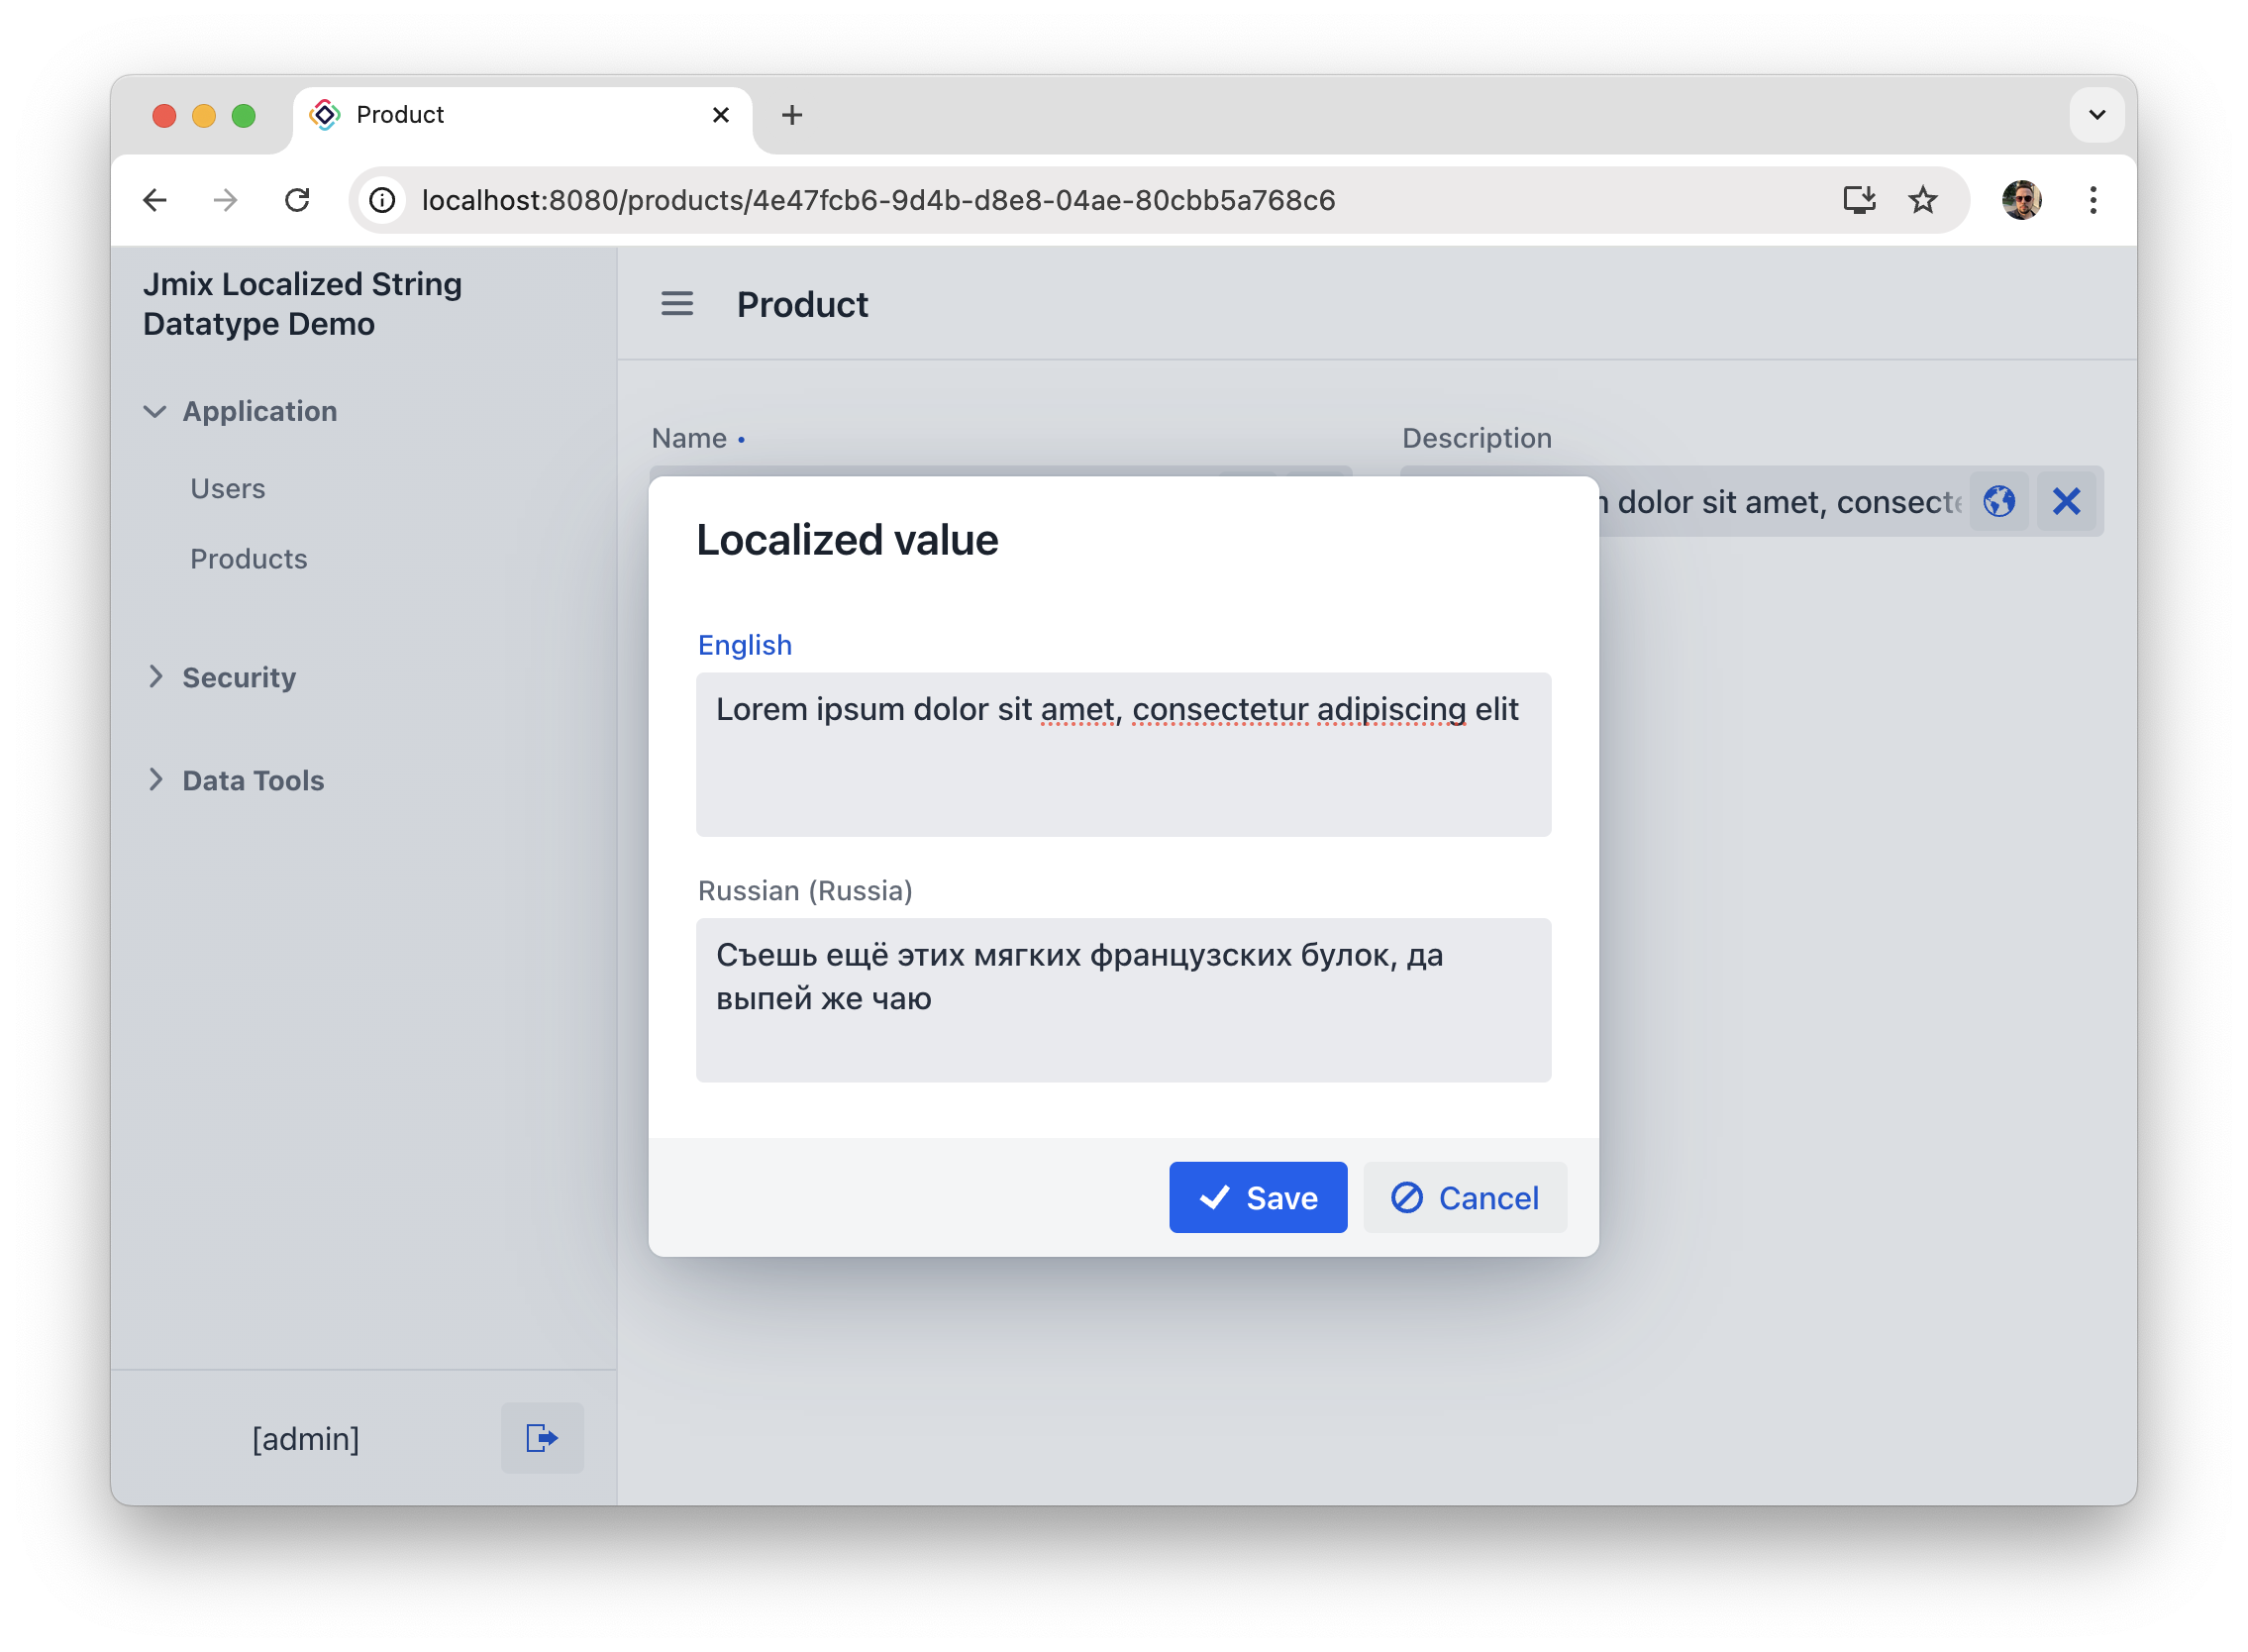 Product
localhost:8080/products/4e47fcb6-9d4b-d8e8-04ae-80cbb5a768c6
Jmix Localized String
Datatype Demo
Application
Users
Products
Security
Data Tools
[admin]
Product
Name •
Description
dolor sit amet,
Localized value
English
Lorem ipsum dolor sit amet, consectetur adipiscing elit
Russian (Russia)
Съешь ещё этих мягких французских булок, да
выпей же чаю
Save
Cancel